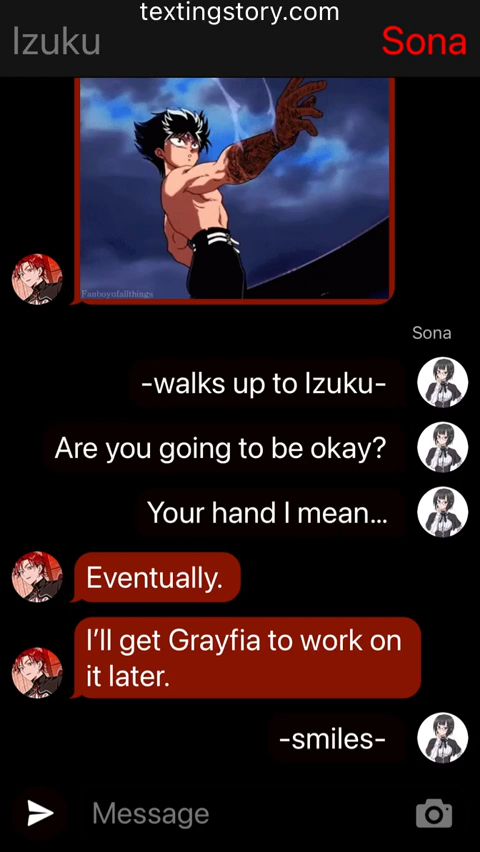 textingstory.com
Izuku
Sona
Fanboyofallthings
Sona
-walks up to Izuku-
Are you going to be okay?
Your hand I mean...
Eventually.
I'll get Grayfia to work on
it later.
-smiles-
Message